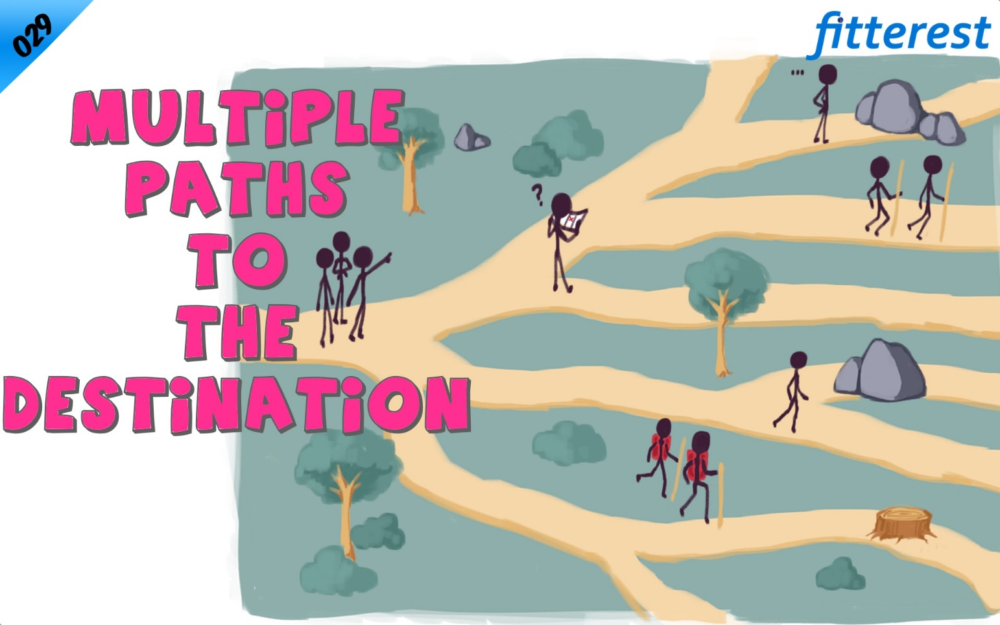 029
fitterest
MULTiPLE
PATHS
TO
THE
DESTiNATiON
...
?
x